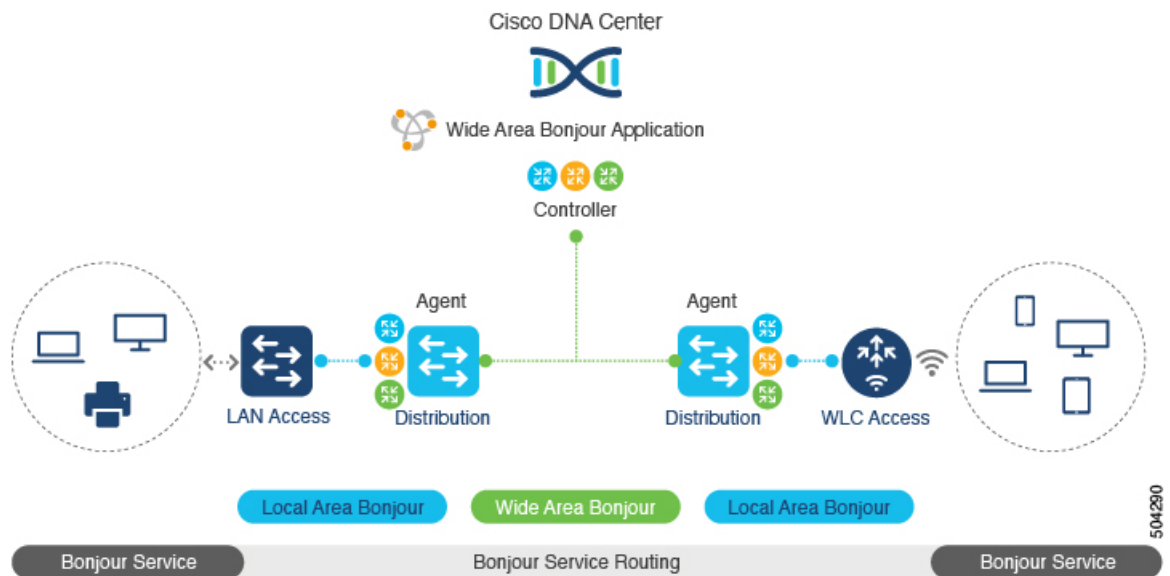 Cisco DNA Center
Wide Area Bonjour Application
Controller
Agent
Agent
LAN Access
Distribution
Distribution
WLC Access
Local Area Bonjour
Wide Area Bonjour
Local Area Bonjour
504290
Bonjour Service
Bonjour Service Routing
Bonjour Service